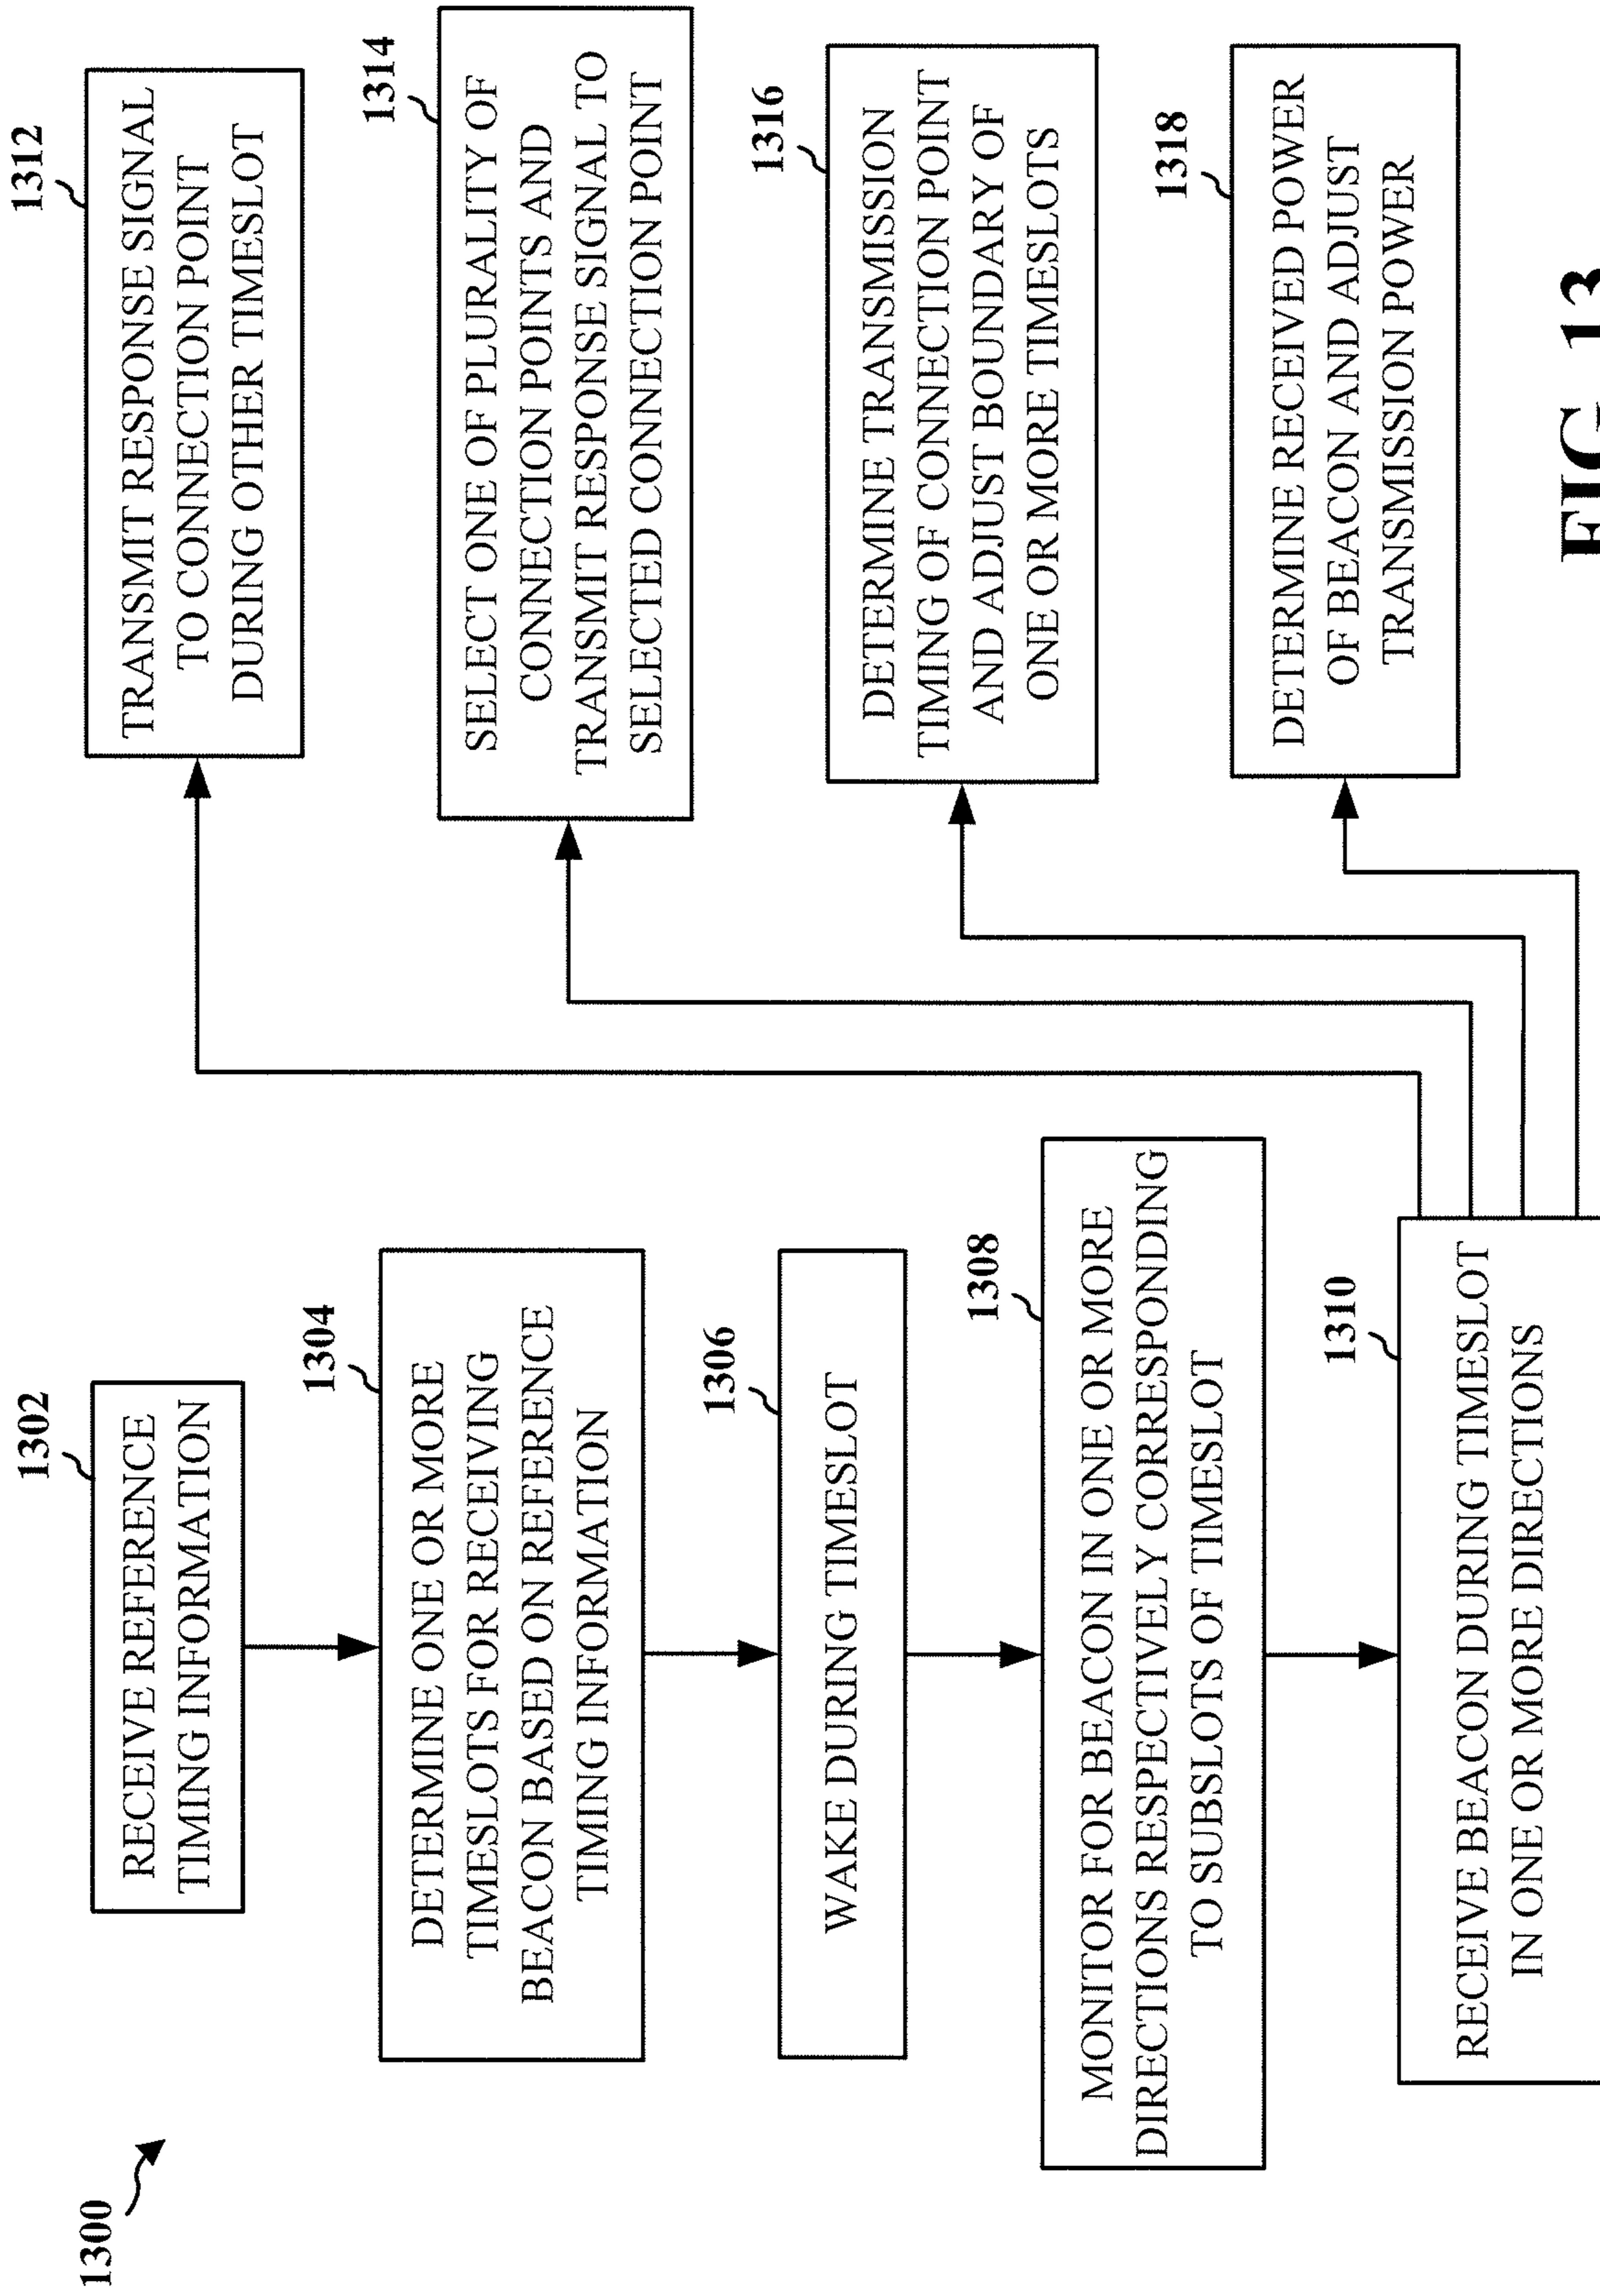 1300
1302
RECEIVE REFERENCE
TIMING INFORMATION
1304
DETERMINE ONE OR MORE
TIMESLOTS FOR RECEIVING
BEACON BASED ON REFERENCE
TIMING INFORMATION
1306
WAKE DURING TIMESLOT
1308
MONITOR FOR BEACON IN ONE OR MORE
DIRECTIONS RESPECTIVELY CORRESPONDING
TO SUBSLOTS OF TIMESLOT
1310
RECEIVE BEACON DURING TIMESLOT
IN ONE OR MORE DIRECTIONS
1312
TRANSMIT RESPONSE SIGNAL
TO CONNECTION POINT
DURING OTHER TIMESLOT
1314
SELECT ONE OF PLURALITY OF
CONNECTION POINTS AND
TRANSMIT RESPONSE SIGNAL TO
SELECTED CONNECTION POINT
1316
DETERMINE TRANSMISSION
TIMING OF CONNECTION POINT
AND ADJUST BOUNDARY OF
ONE OR MORE TIMESLOTS
1318
DETERMINE RECEIVED POWER
OF BEACON AND ADJUST
TRANSMISSION POWER
FIG 13